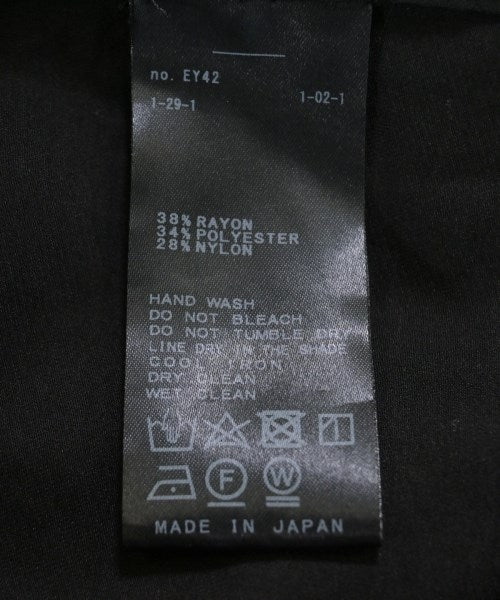 no. EY42
1-29-1 1-02-1
38% RAYON
34% POLYESTER
28% NYLON
HAND WASH
DO NOT BLEACH
DO NOT TUMBLE DRY
LINE DRY IN THE SHADE
COOL IRON
DRY CLEAN
WET CLEAN
F W
MADE IN JAPAN